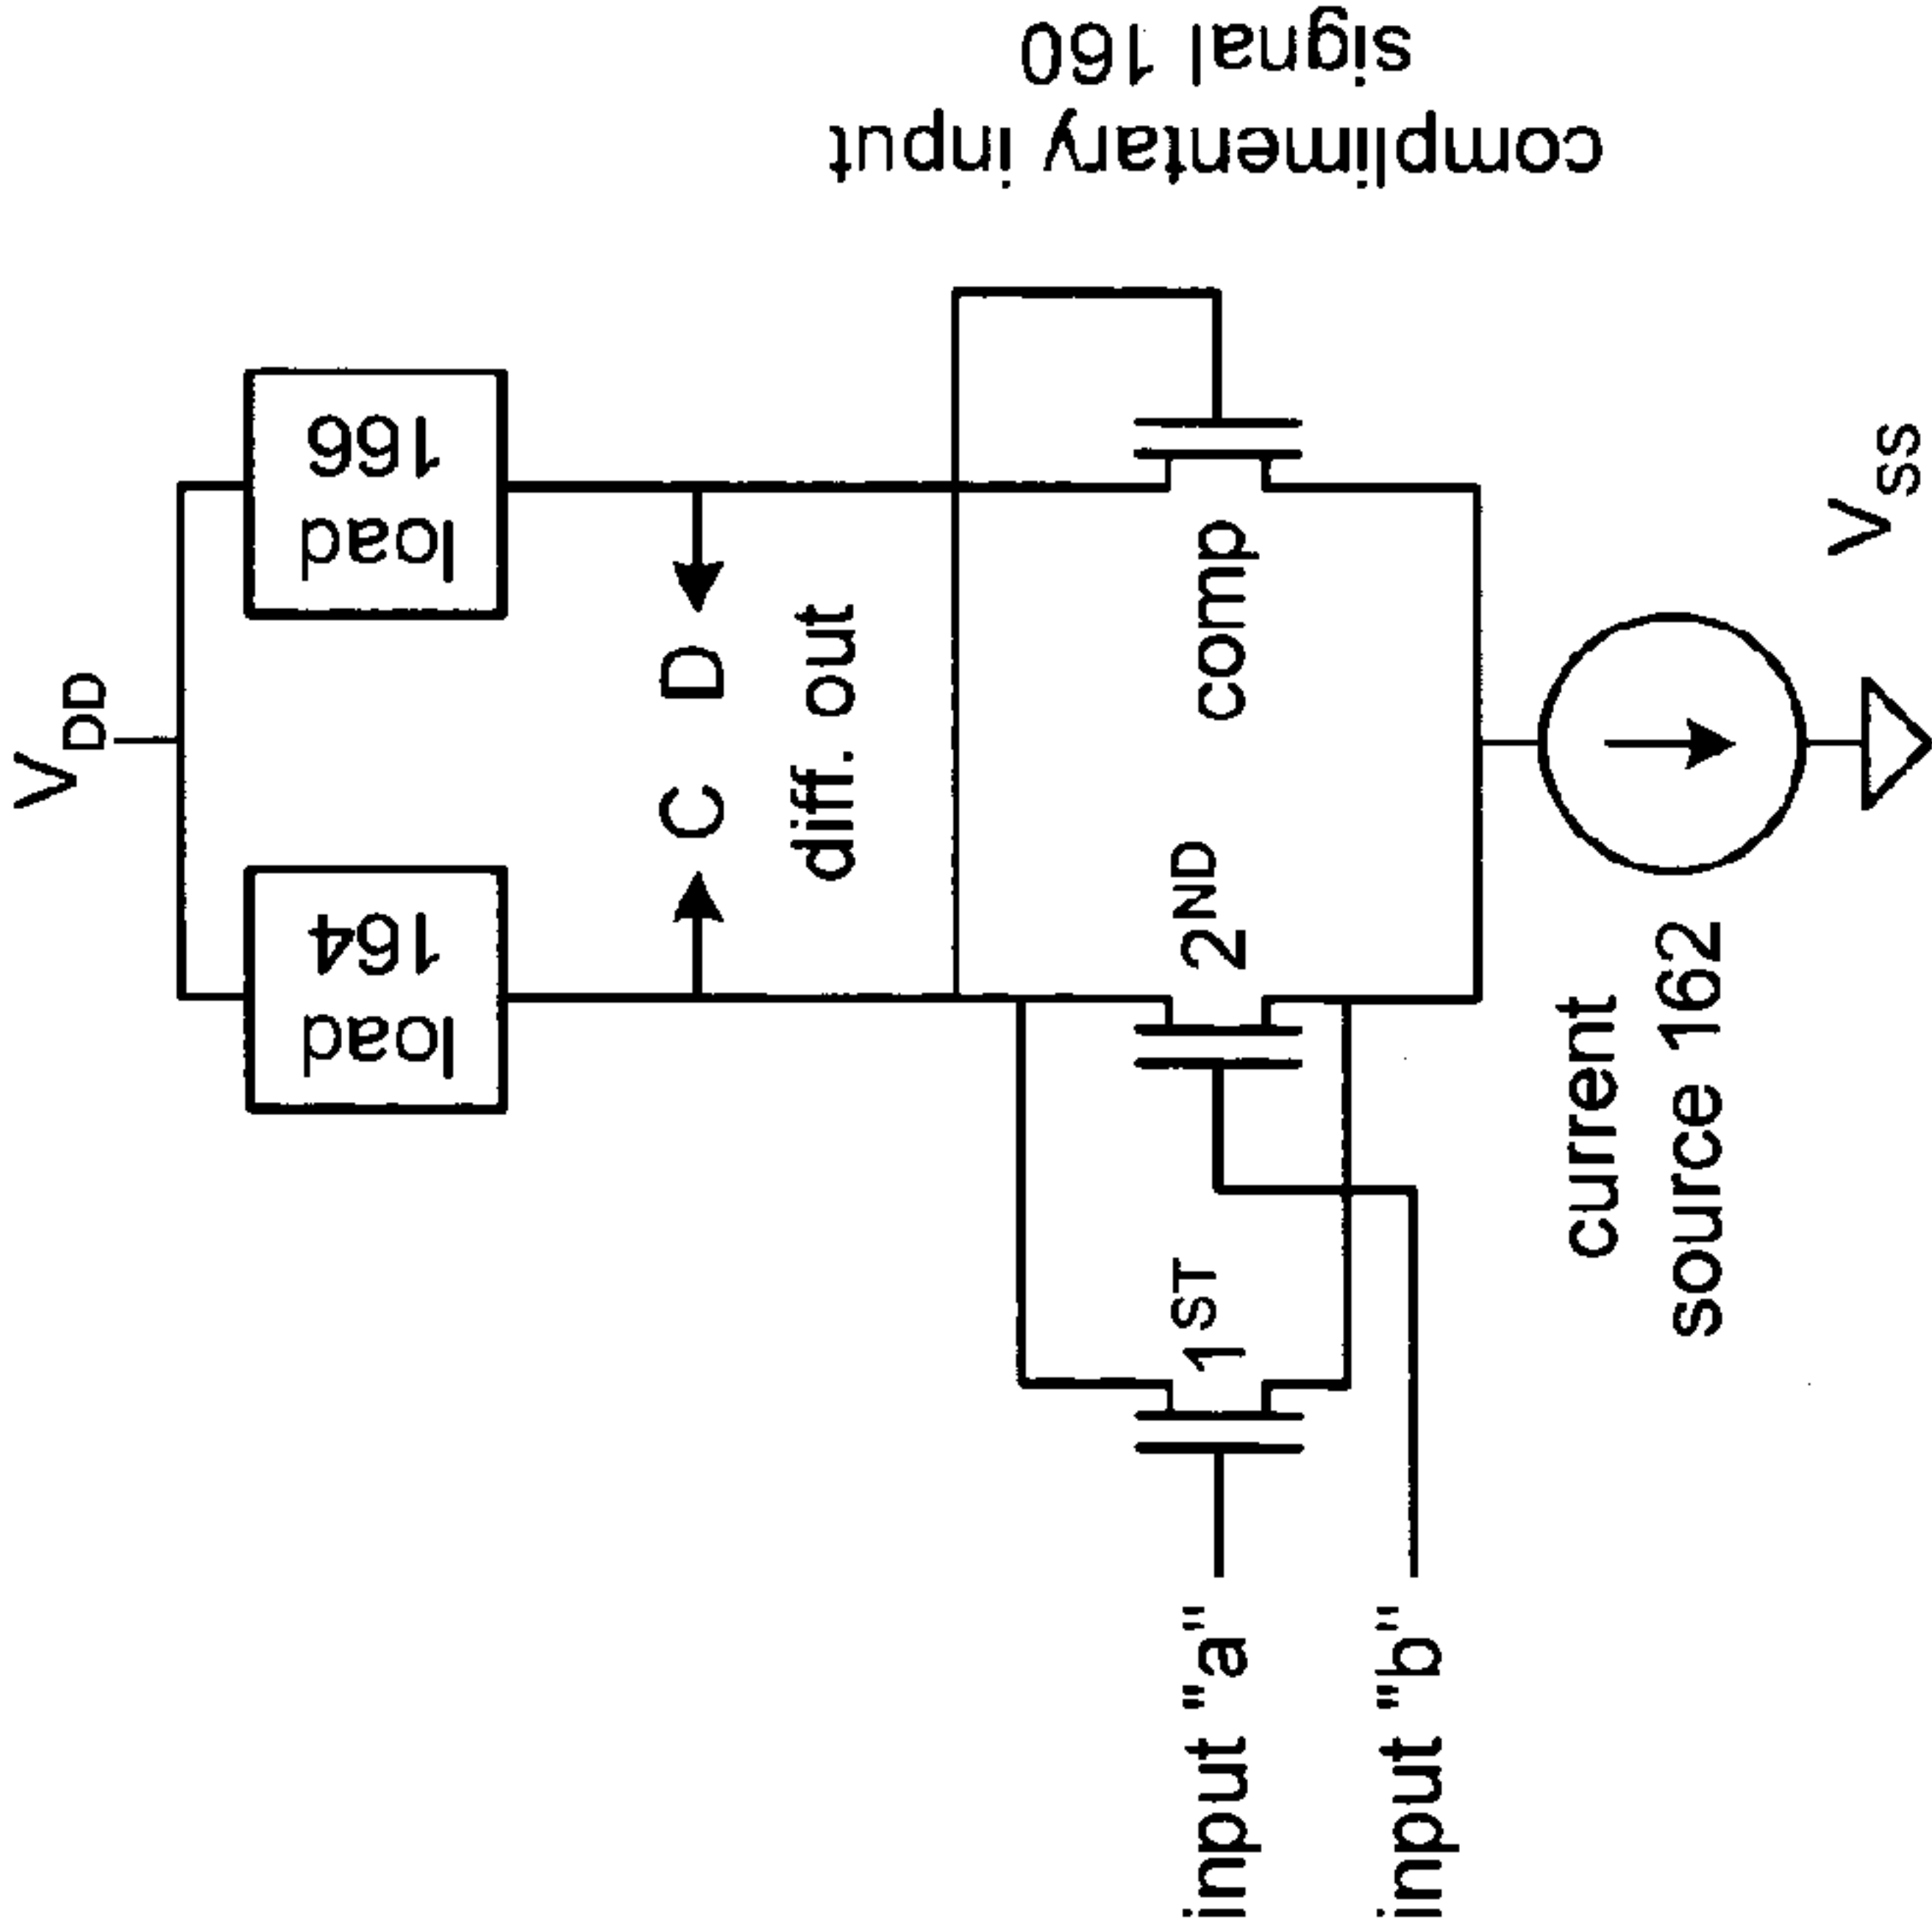 V DD
load
164
load
166
C D
diff. out
complimentary input
signal 160
1ST
2ND
comp
input "a"
input "b"
current
source 162
V SS